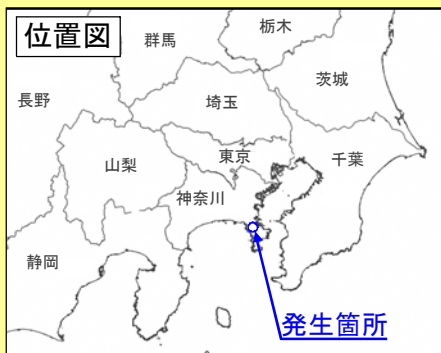 位置図
栃木
群馬
茨城
長野
埼玉
東京
千葉
山梨
神奈川
静岡
発生箇所